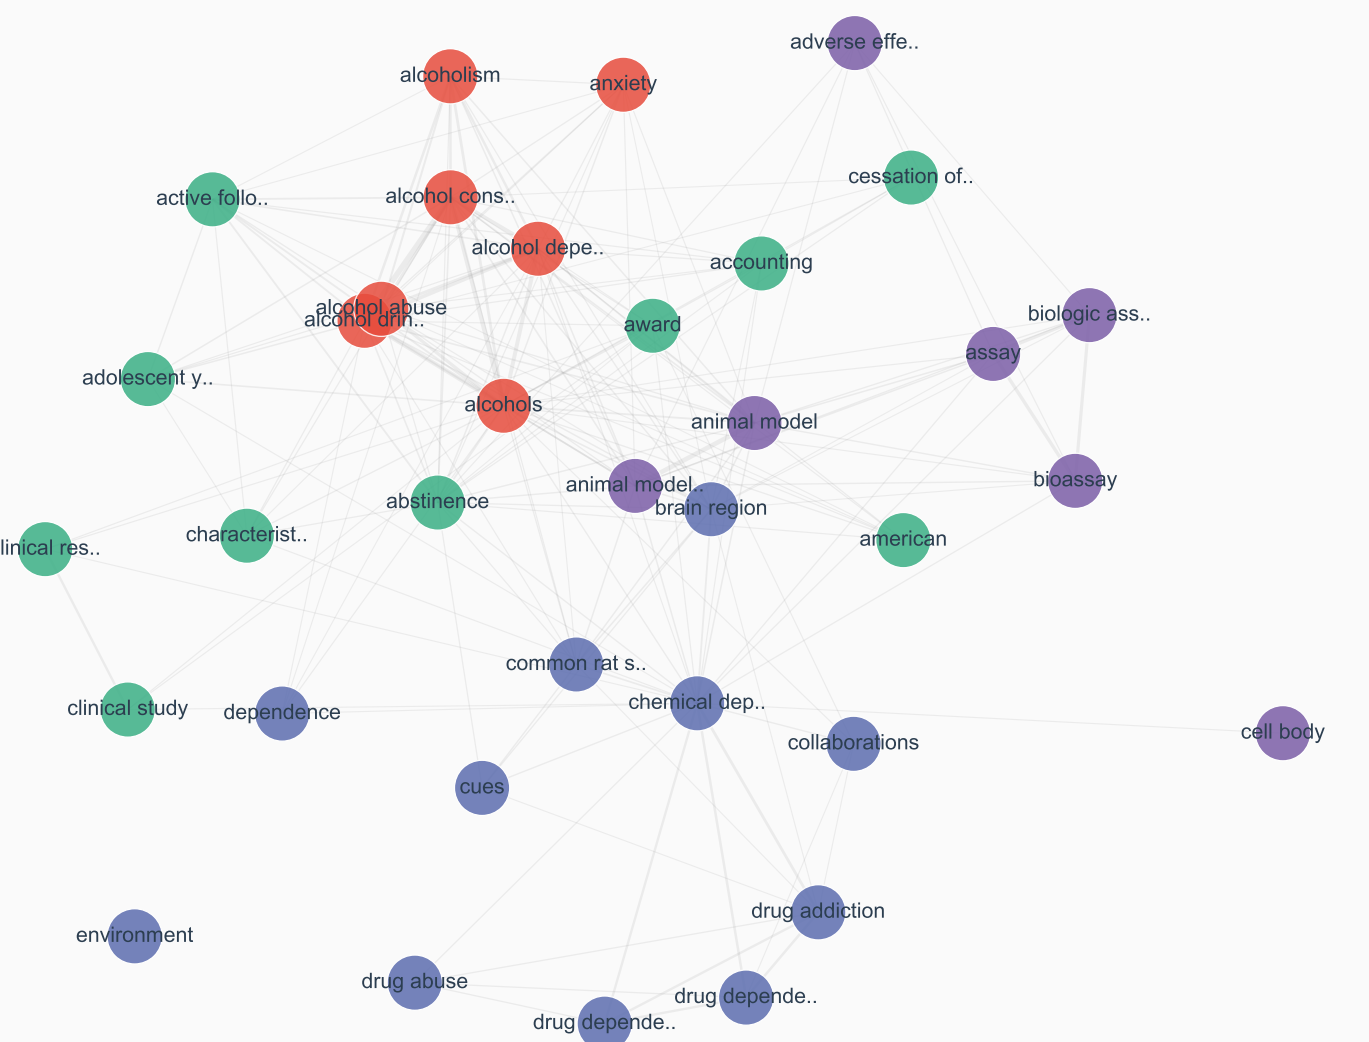 adverse effe..
alcoholism
anxiety
cessation of..
active follo..
alcohol cons..
alcohol depe..
accounting
alcohol abuse
alcohol drin..
award
biologic ass..
assay
adolescent y..
alcohols
animal model
animal model..
bioassay
abstinence
brain region
characterist..
american
linical res..
common rat s..
chemical dep..
clinical study
dependence
collaborations
cell body
cues
drug addiction
environment
drug abuse
drug depende..
drug depende..